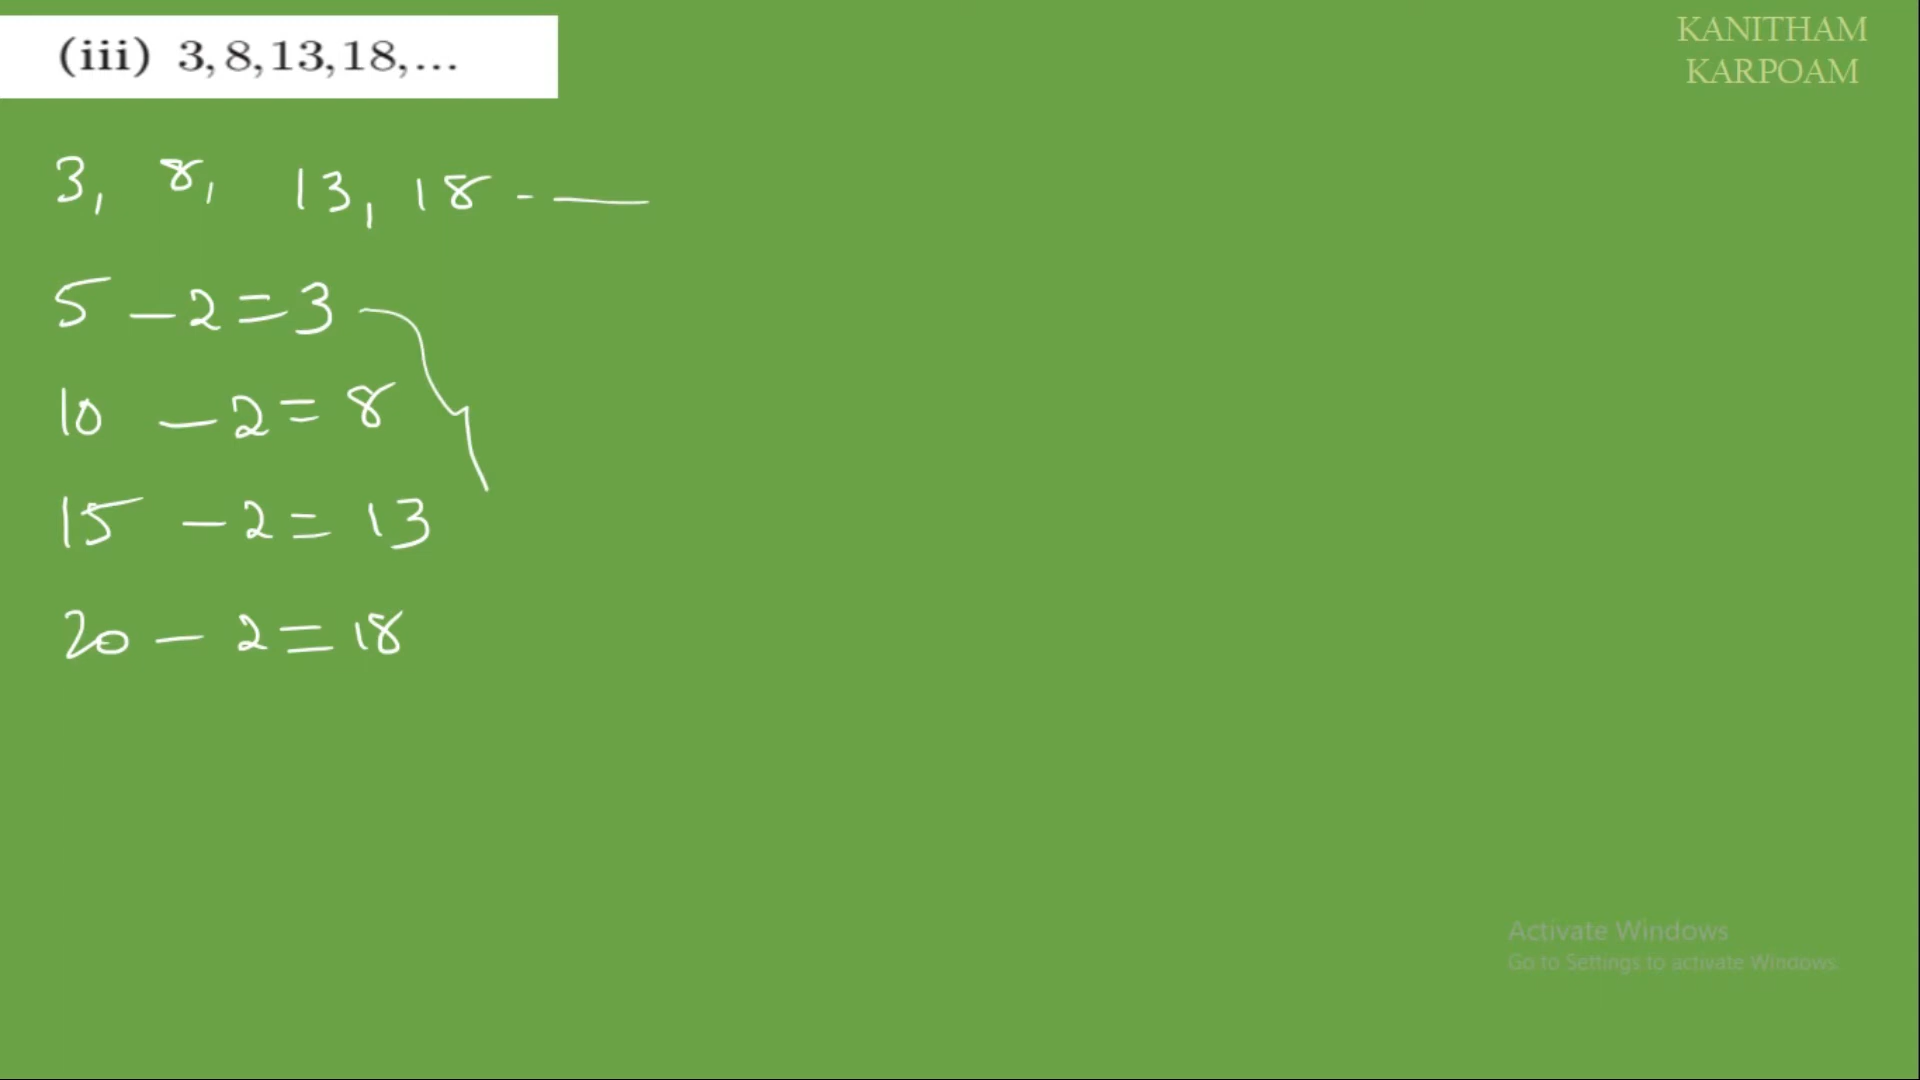 (iii) 3, 8, 13, 18, ...
KANITHAM
KARPOAM
3, 8, 13, 18 - —
5 - 2 = 3
10 - 2 = 8
15 - 2 = 13
20 - 2 = 18
Activate Windows
Go to Settings to activate Windows